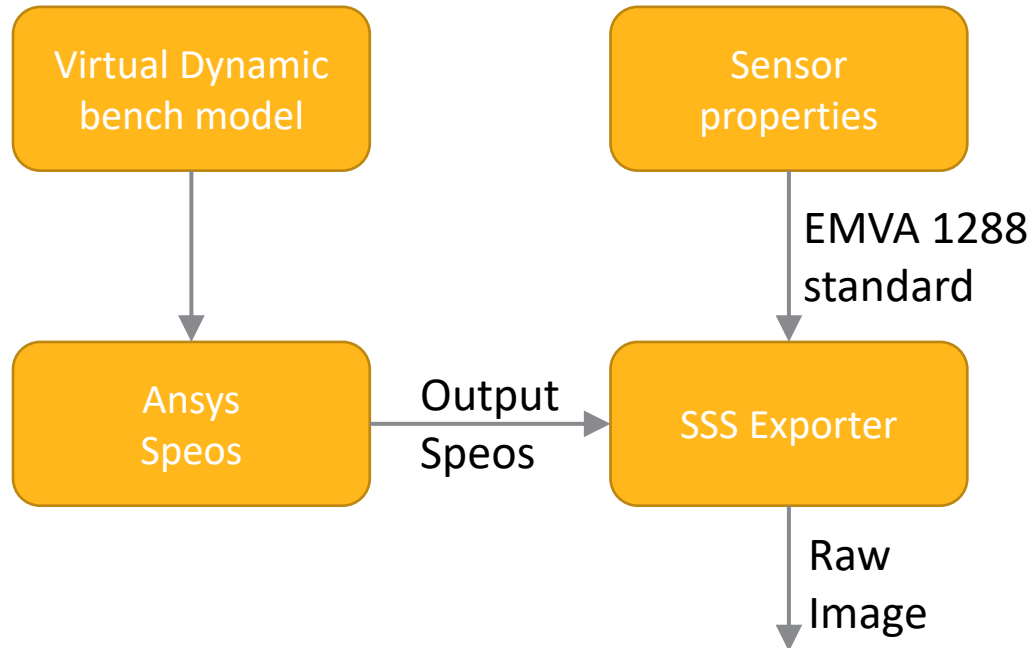 Virtual Dynamic
bench model
Sensor
properties
EMVA 1288
standard
Ansys
Speos
Output
Speos
SSS Exporter
Raw
Image